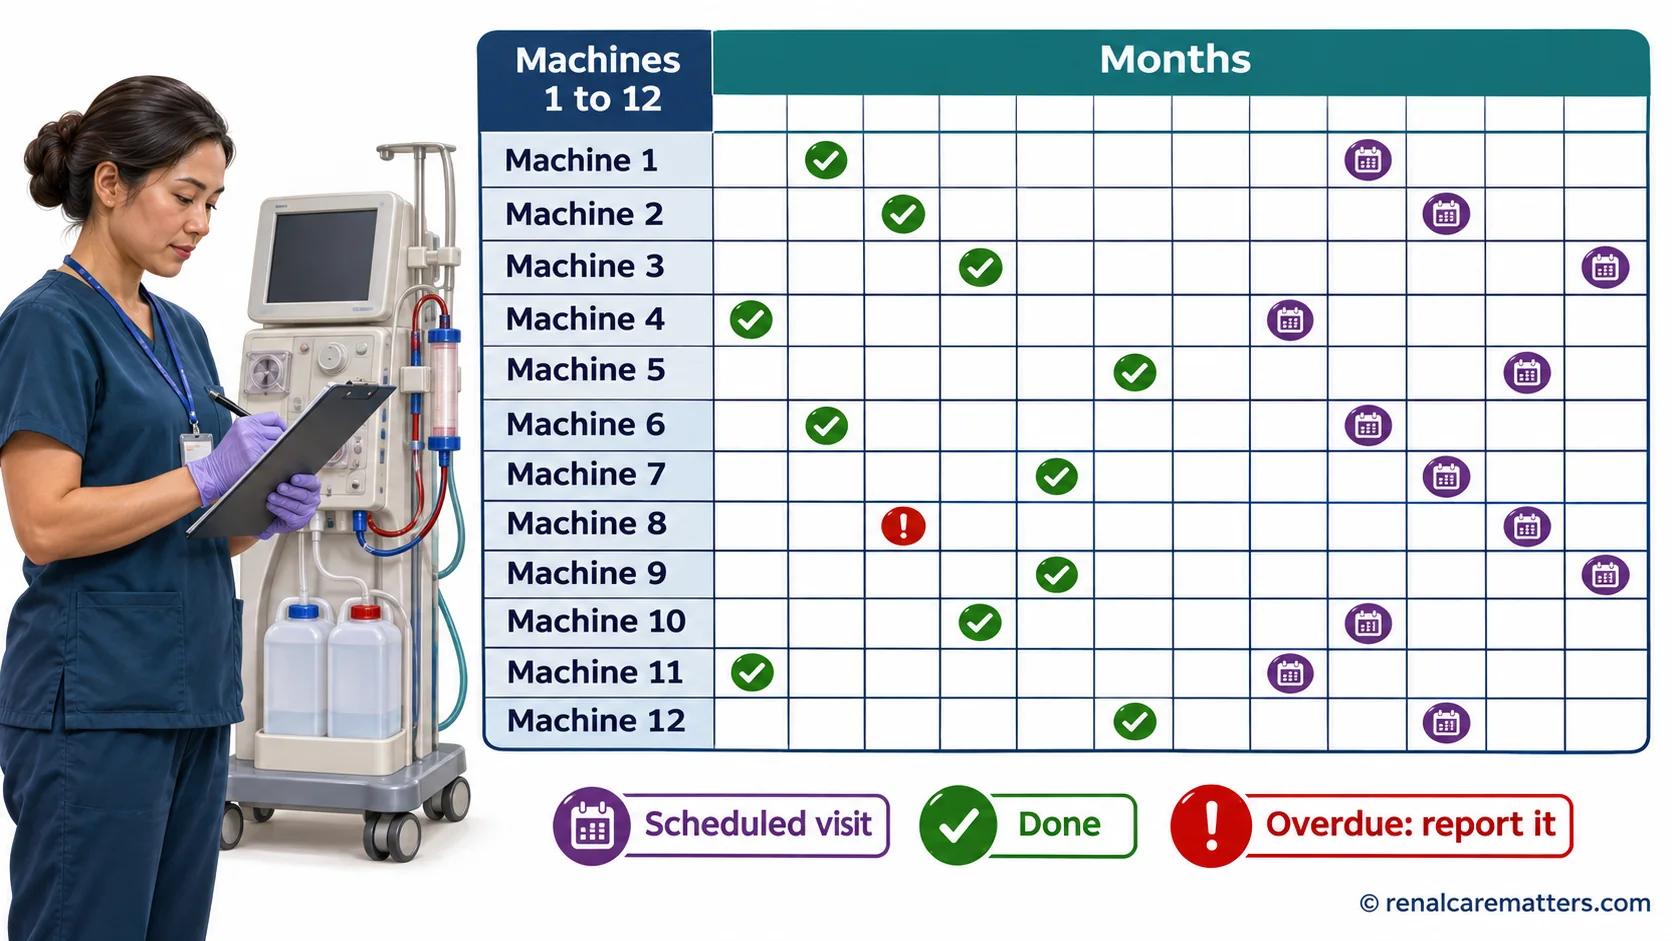 Machines
1 to 12
Months
Machine 1
Machine 2
Machine 3
Machine 4
Machine 5
Machine 6
Machine 7
Machine 8
Machine 9
Machine 10
Machine 11
Machine 12
Scheduled visit
Done
Overdue: report it
© renalcarematters.com